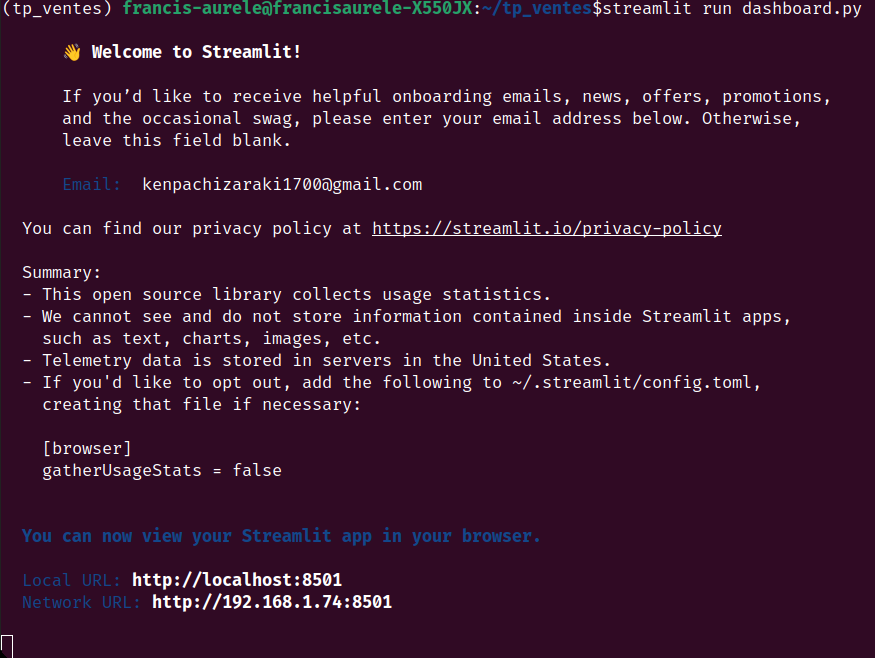 (tp_ventes) francis-aurele@francisaurele-X550JX:~/tp_ventes$streamlit run dashboard.py
👋 Welcome to Streamlit!
If you’d like to receive helpful onboarding emails, news, offers, promotions,
and the occasional swag, please enter your email address below. Otherwise,
leave this field blank.
Email: kenpachizaraki1700@gmail.com
You can find our privacy policy at https://streamlit.io/privacy-policy
Summary:
- This open source library collects usage statistics.
- We cannot see and do not store information contained inside Streamlit apps,
such as text, charts, images, etc.
- Telemetry data is stored in servers in the United States.
- If you'd like to opt out, add the following to ~/.streamlit/config.toml,
creating that file if necessary:
[browser]
gatherUsageStats = false
You can now view your Streamlit app in your browser.
Local URL: http://localhost:8501
Network URL: http://192.168.1.74:8501